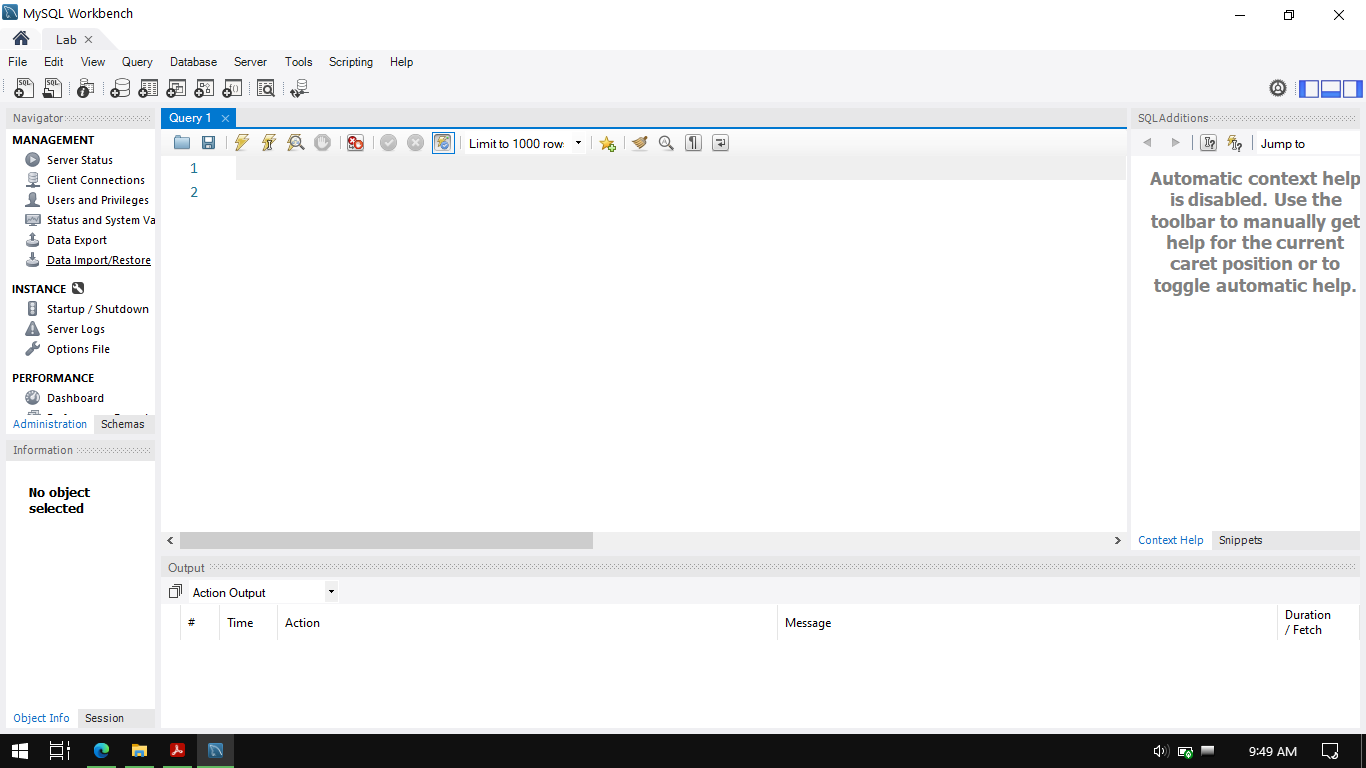 MySQL Workbench
Lab
File Edit View Query Database Server Tools Scripting Help
Navigator
MANAGEMENT
Server Status
Client Connections
Users and Privileges
Status and System Va
Data Export
Data Import/Restore
INSTANCE
Startup / Shutdown
Server Logs
Options File
PERFORMANCE
Dashboard
Administration Schemas
Information
No object
selected
Object Info Session
Query 1
Limit to 1000 row
1
2
Output
Action Output
# Time Action Message Duration
/ Fetch
SQLAdditions
Jump to
Automatic context help
is disabled. Use the
toolbar to manually get
help for the current
caret position or to
toggle automatic help.
Context Help Snippets
9:49 AM